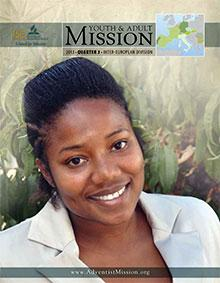 YOUTH & ADULT
MISSION
2013 • QUARTER 3 • INTER-EUROPEAN DIVISION
www.AdventistMission.org